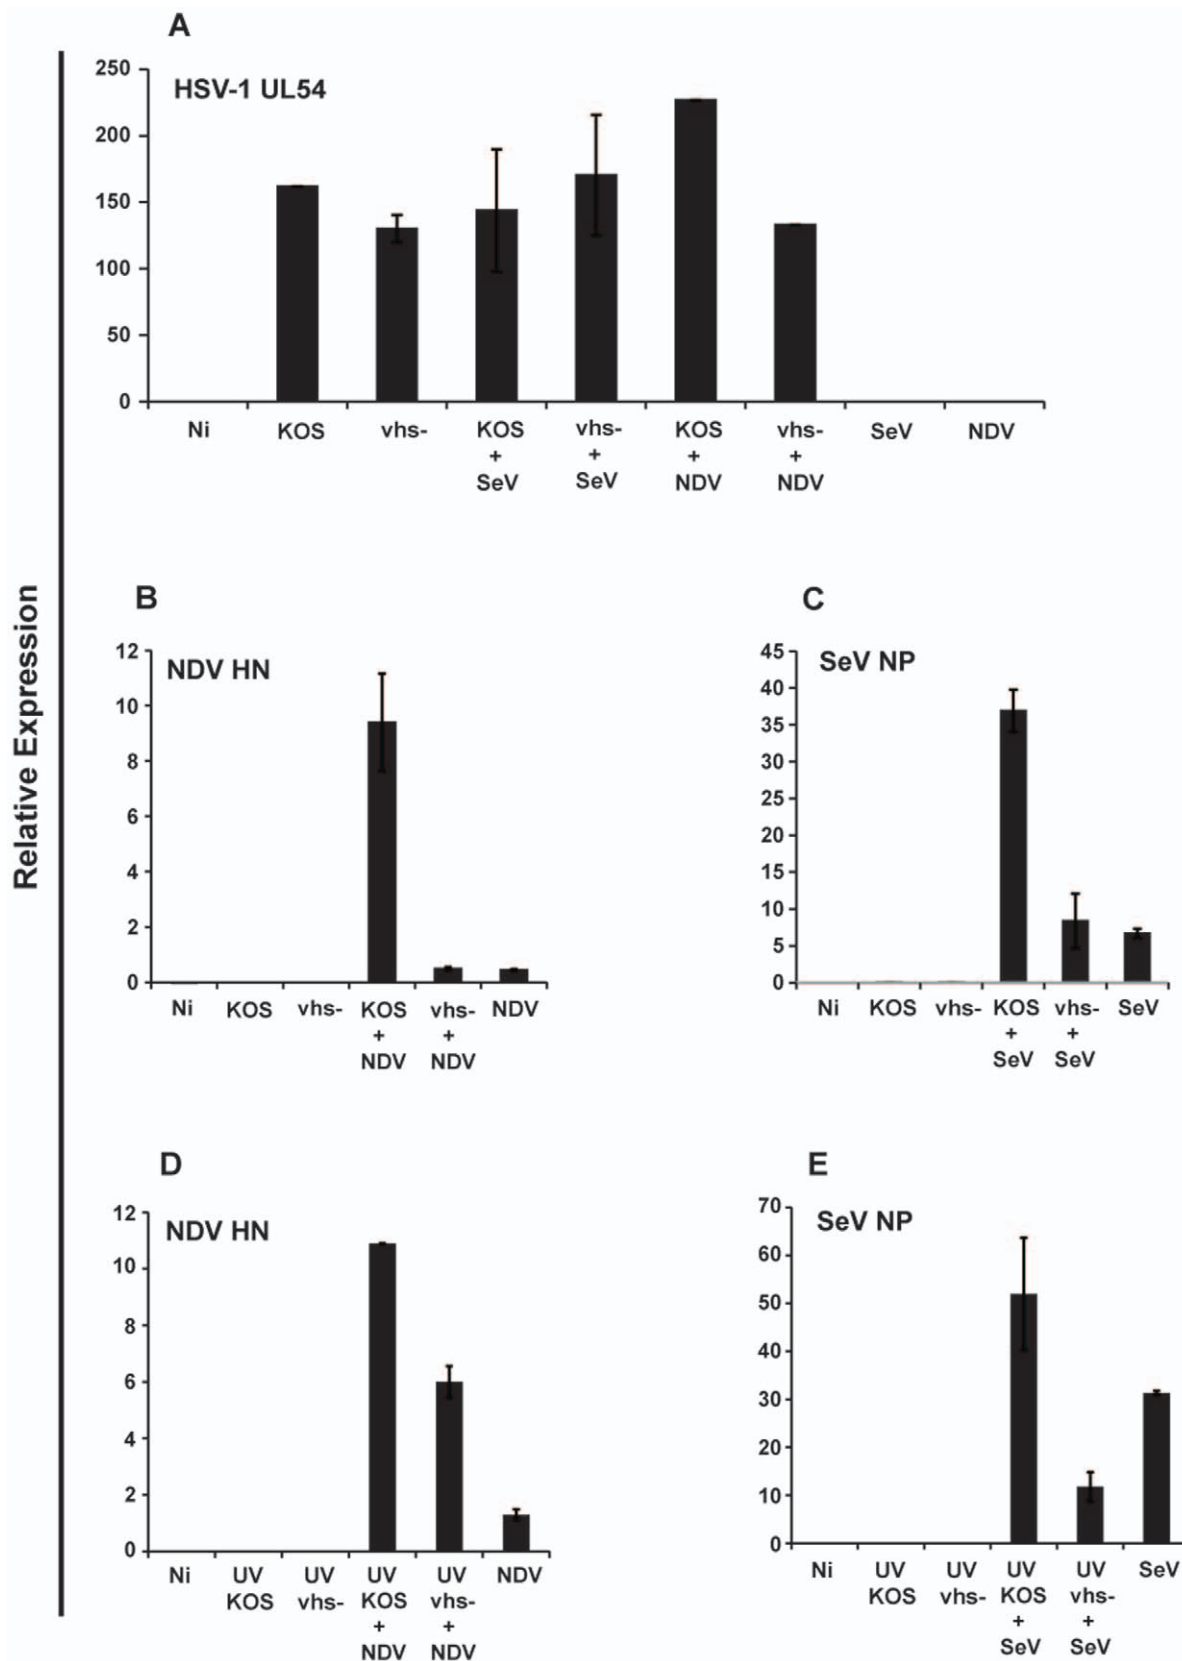 Relative Expression
A
HSV-1 UL54
250
200
150
100
50
0
Ni KOS vhs- KOS vhs- KOS vhs- SeV NDV
+ + + +
SeV SeV NDV NDV
B
NDV HN
12
10
8
6
4
2
0
Ni KOS vhs- KOS vhs- NDV
+ +
NDV NDV
C
SeV NP
45
40
35
30
25
20
15
10
5
0
Ni KOS vhs- KOS vhs- SeV
+ +
SeV SeV
D
NDV HN
12
10
8
6
4
2
0
Ni UV UV UV UV NDV
KOS vhs- KOS vhs-
+ +
NDV NDV
E
SeV NP
70
60
50
40
30
20
10
0
Ni UV UV UV UV SeV
KOS vhs- KOS vhs-
+ +
SeV SeV